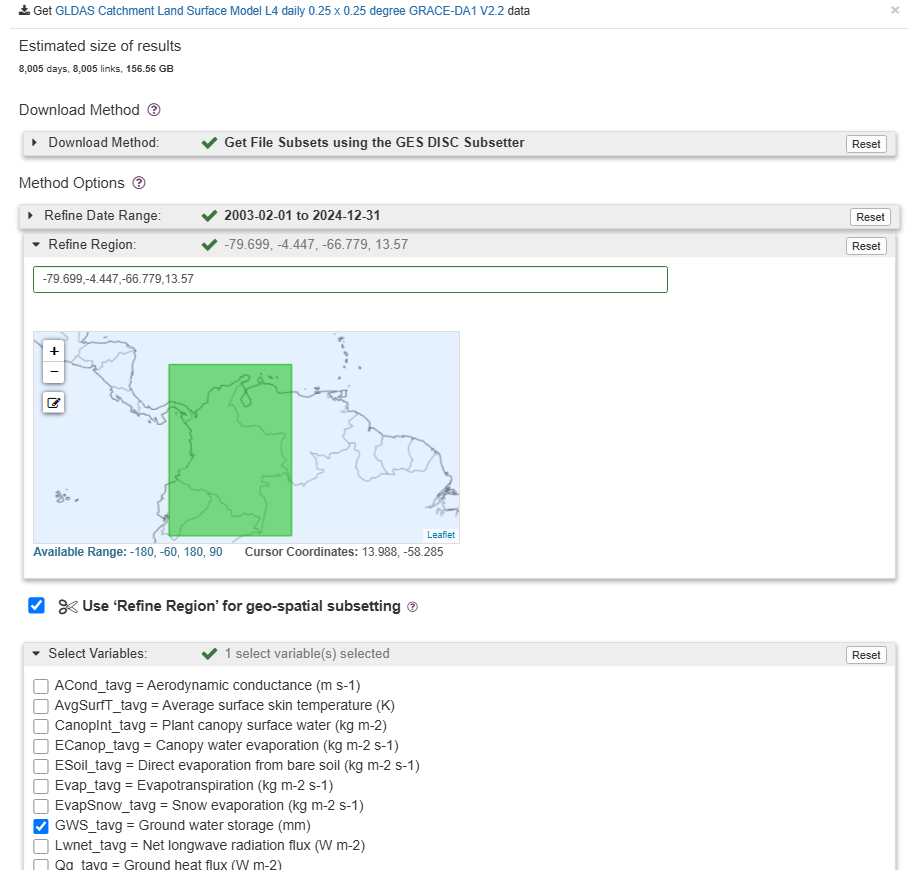 Get GLDAS Catchment Land Surface Model L4 daily 0.25 x 0.25 degree GRACE-DA1 V2.2 data ×
Estimated size of results
8,005 days, 8,005 links, 156.56 GB
Download Method ?
Download Method: Get File Subsets using the GES DISC Subsetter Reset
Method Options ?
Refine Date Range: 2003-02-01 to 2024-12-31 Reset
Refine Region: -79.699, -4.447, -66.779, 13.57 Reset
-79.699,-4.447,-66.779,13.57
+
−
Leaflet
Available Range: -180, -60, 180, 90 Cursor Coordinates: 13.988, -58.285
Use ‘Refine Region’ for geo-spatial subsetting ?
Select Variables: 1 select variable(s) selected Reset
ACond_tavg = Aerodynamic conductance (m s-1)
AvgSurfT_tavg = Average surface skin temperature (K)
CanopInt_tavg = Plant canopy surface water (kg m-2)
ECanop_tavg = Canopy water evaporation (kg m-2 s-1)
ESoil_tavg = Direct evaporation from bare soil (kg m-2 s-1)
Evap_tavg = Evapotranspiration (kg m-2 s-1)
EvapSnow_tavg = Snow evaporation (kg m-2 s-1)
GWS_tavg = Ground water storage (mm)
Lwnet_tavg = Net longwave radiation flux (W m-2)
Qg_tavg = Ground heat flux (W m-2)